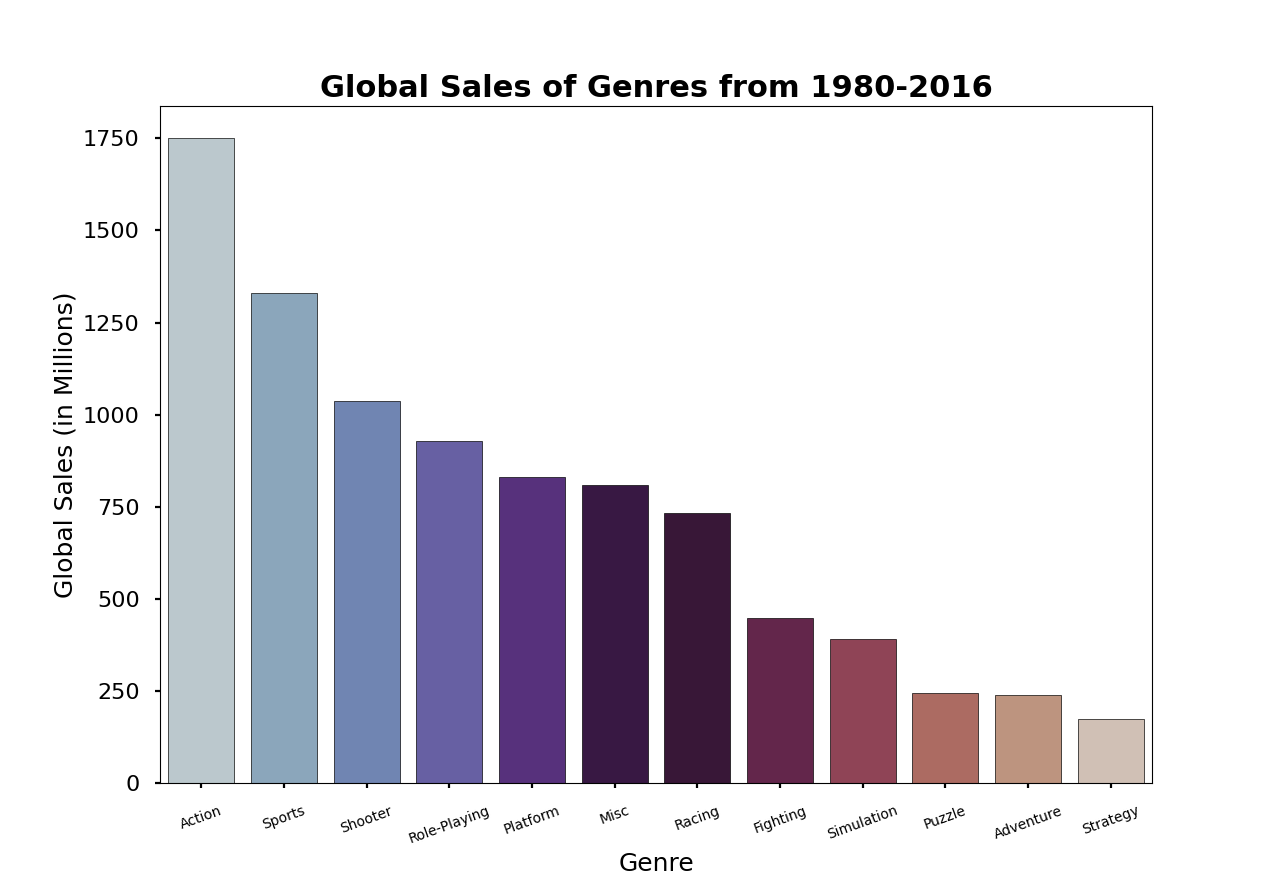 Global Sales of Genres from 1980-2016
Global Sales (in Millions)
1750
1500
1250
1000
750
500
250
0
Action
Sports
Shooter
Role-Playing
Platform
Misc
Racing
Fighting
Simulation
Puzzle
Adventure
Strategy
Genre